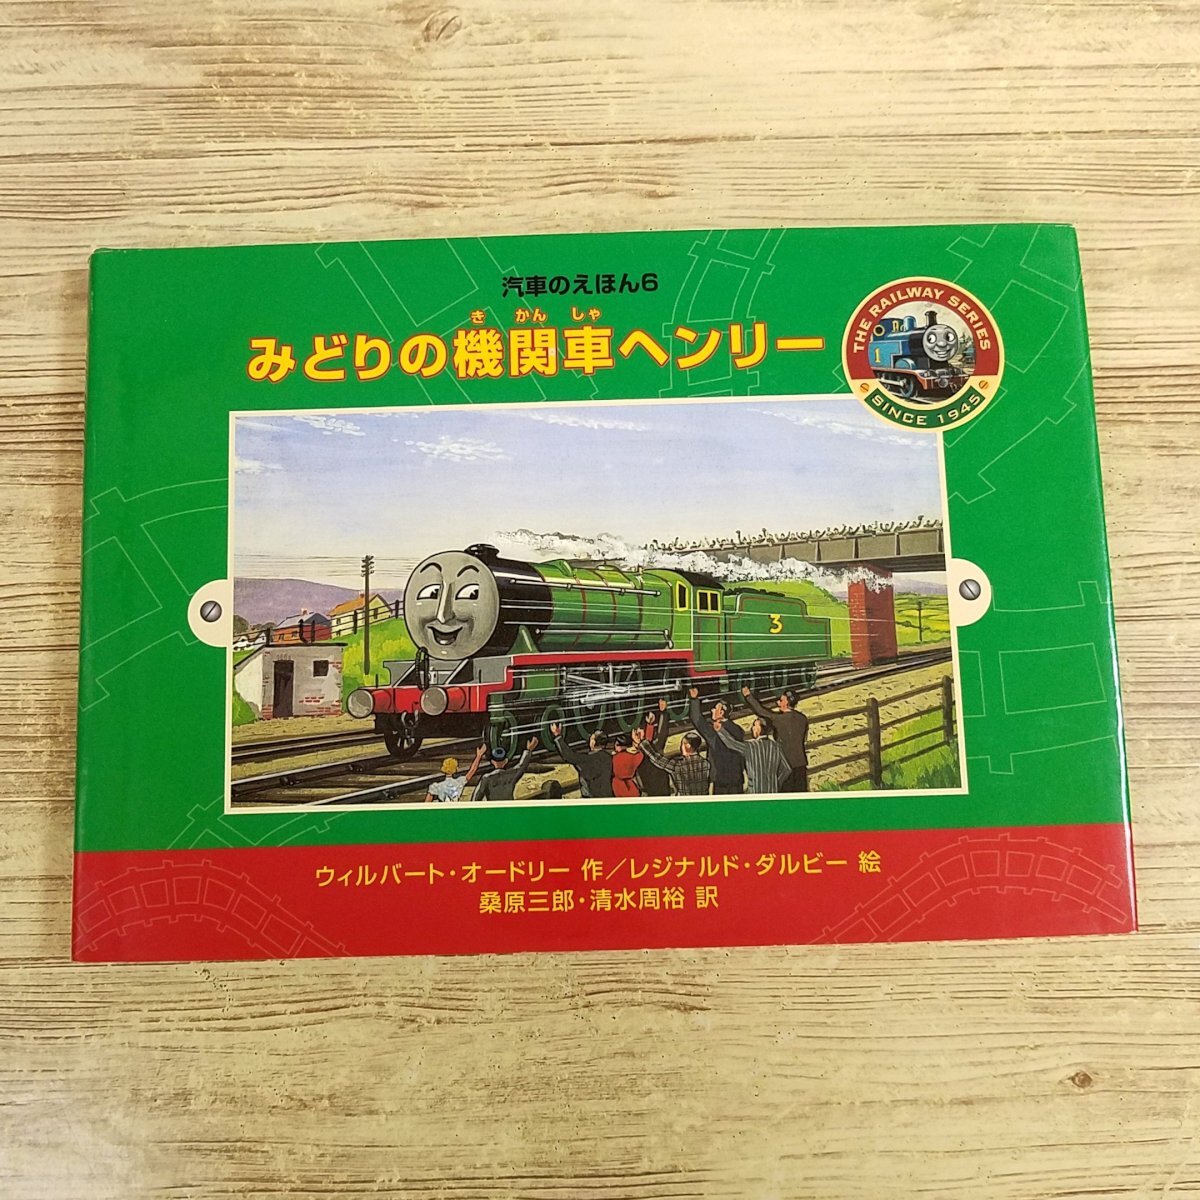 汽車のえほん6
き かん しゃ
みどりの機関車ヘンリー
THE RAILWAY SERIES
1
SINCE 1945
3
ウィルバート・オードリー 作／レジナルド・ダルビー 絵
桑原三郎・清水周裕 訳